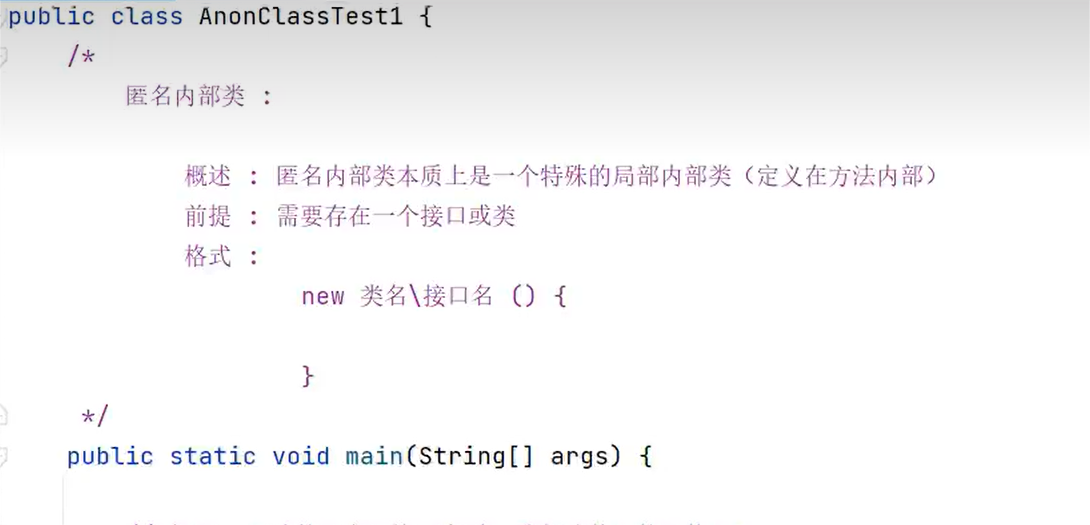 public class AnonClassTest1 {
/*
匿名内部类 :
概述 : 匿名内部类本质上是一个特殊的局部内部类（定义在方法内部）
前提 : 需要存在一个接口或类
格式 :
new 类名\接口名 () {
}
*/
public static void main(String[] args) {